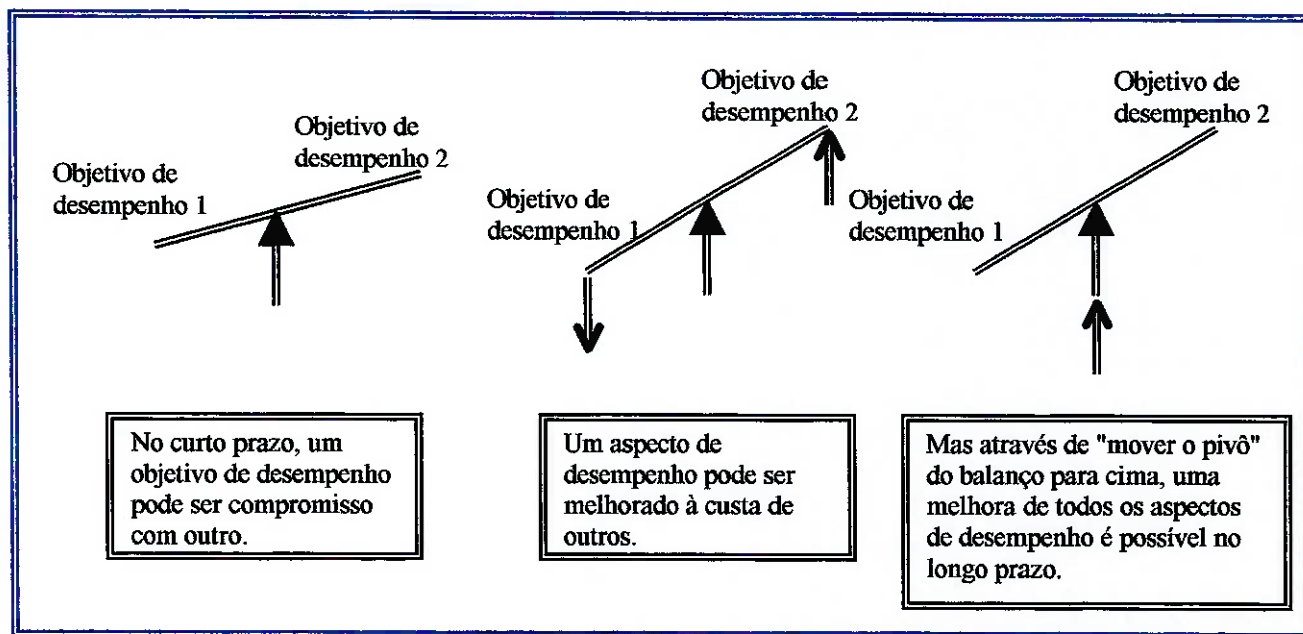 Objetivo de
desempenho 1
Objetivo de
desempenho 2
No curto prazo, um
objetivo de desempenho
pode ser compromisso
com outro.
Objetivo de
desempenho 1
Objetivo de
desempenho 2
Um aspecto de
desempenho pode ser
melhorado à custa de
outros.
Objetivo de
desempenho 1
Objetivo de
desempenho 2
Mas através de "mover o pivô"
do balanço para cima, uma
melhora de todos os aspectos
de desempenho é possível no
longo prazo.